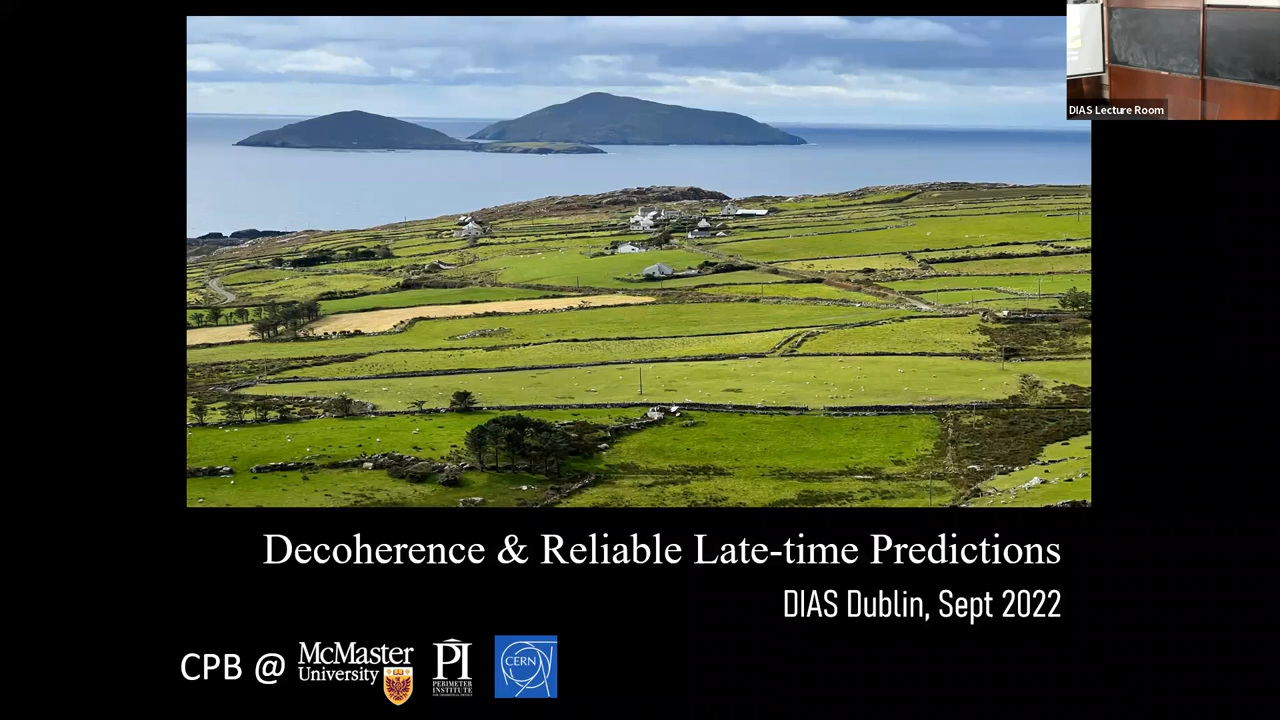 DIAS Lecture Room
Decoherence & Reliable Late-time Predictions
DIAS Dublin, Sept 2022
CPB @
McMaster
University
PI
PERIMETER
INSTITUTE
CERN